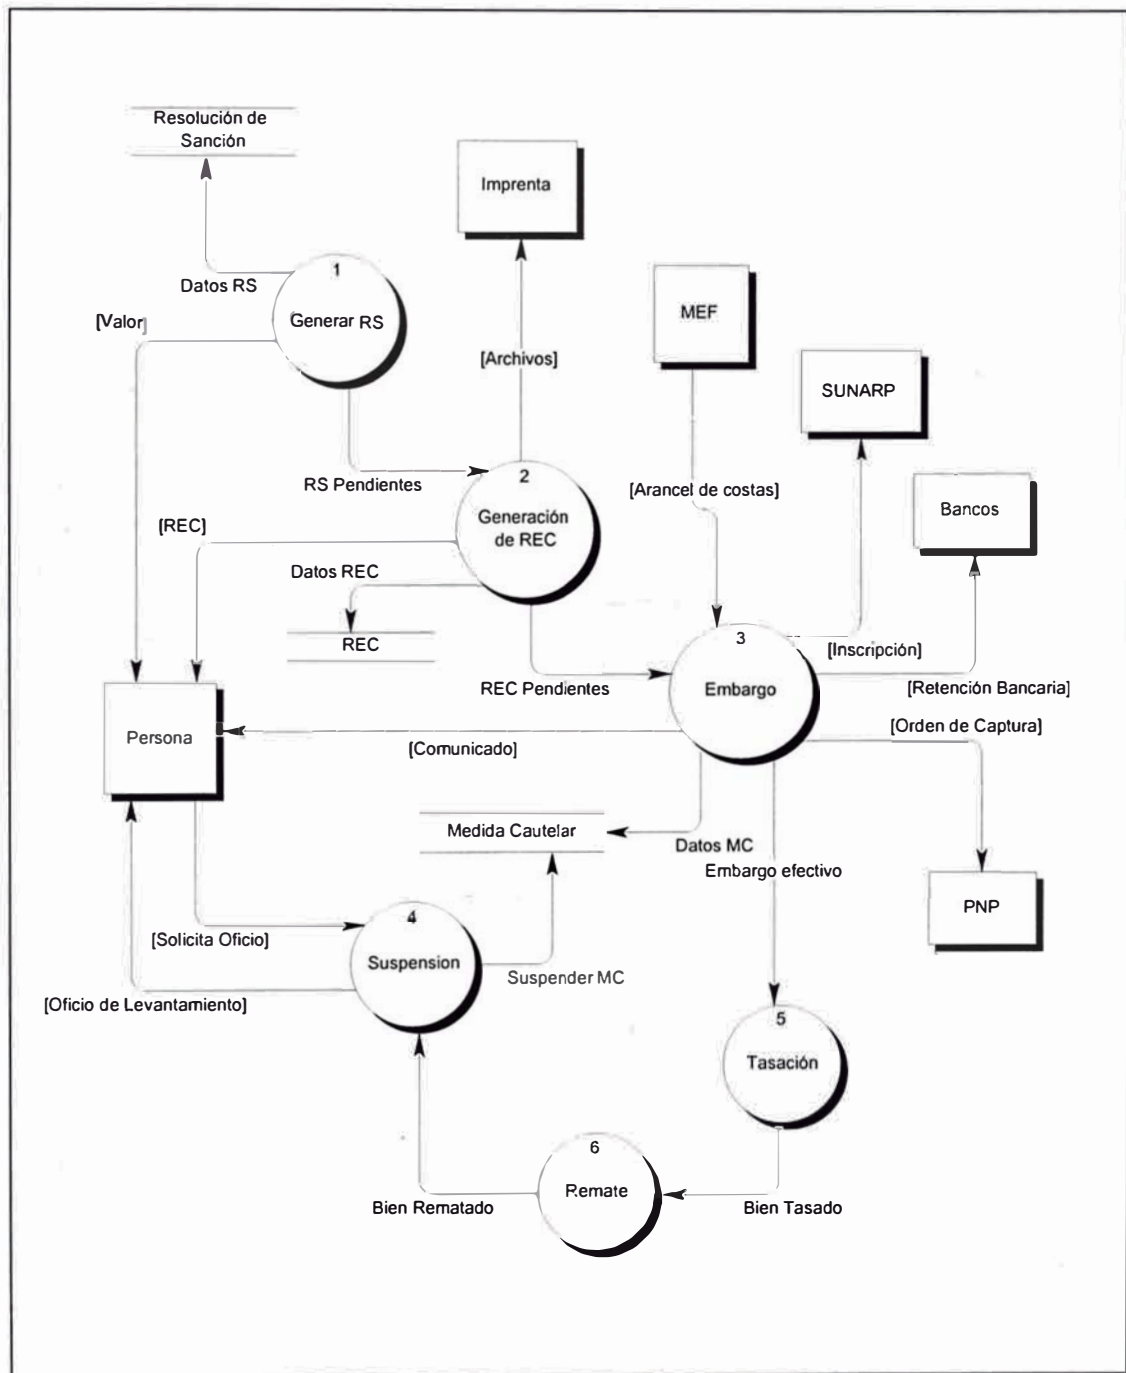 Resolución de
Sanción
Imprenta
1
Generar RS
Datos RS
[Valor]
MEF
[Archivos]
SUNARP
RS Pendientes
2
Generación
de REC
[Arancel de costas]
Bancos
[REC]
Datos REC
REC
REC Pendientes
3
Embargo
[Inscripción]
[Retención Bancaria]
[Orden de Captura]
Persona
[Comunicado]
Medida Cautelar
Datos MC
Embargo efectivo
PNP
[Solicita Oficio]
4
Suspension
Suspender MC
[Oficio de Levantamiento]
5
Tasación
6
Remate
Bien Rematado
Bien Tasado